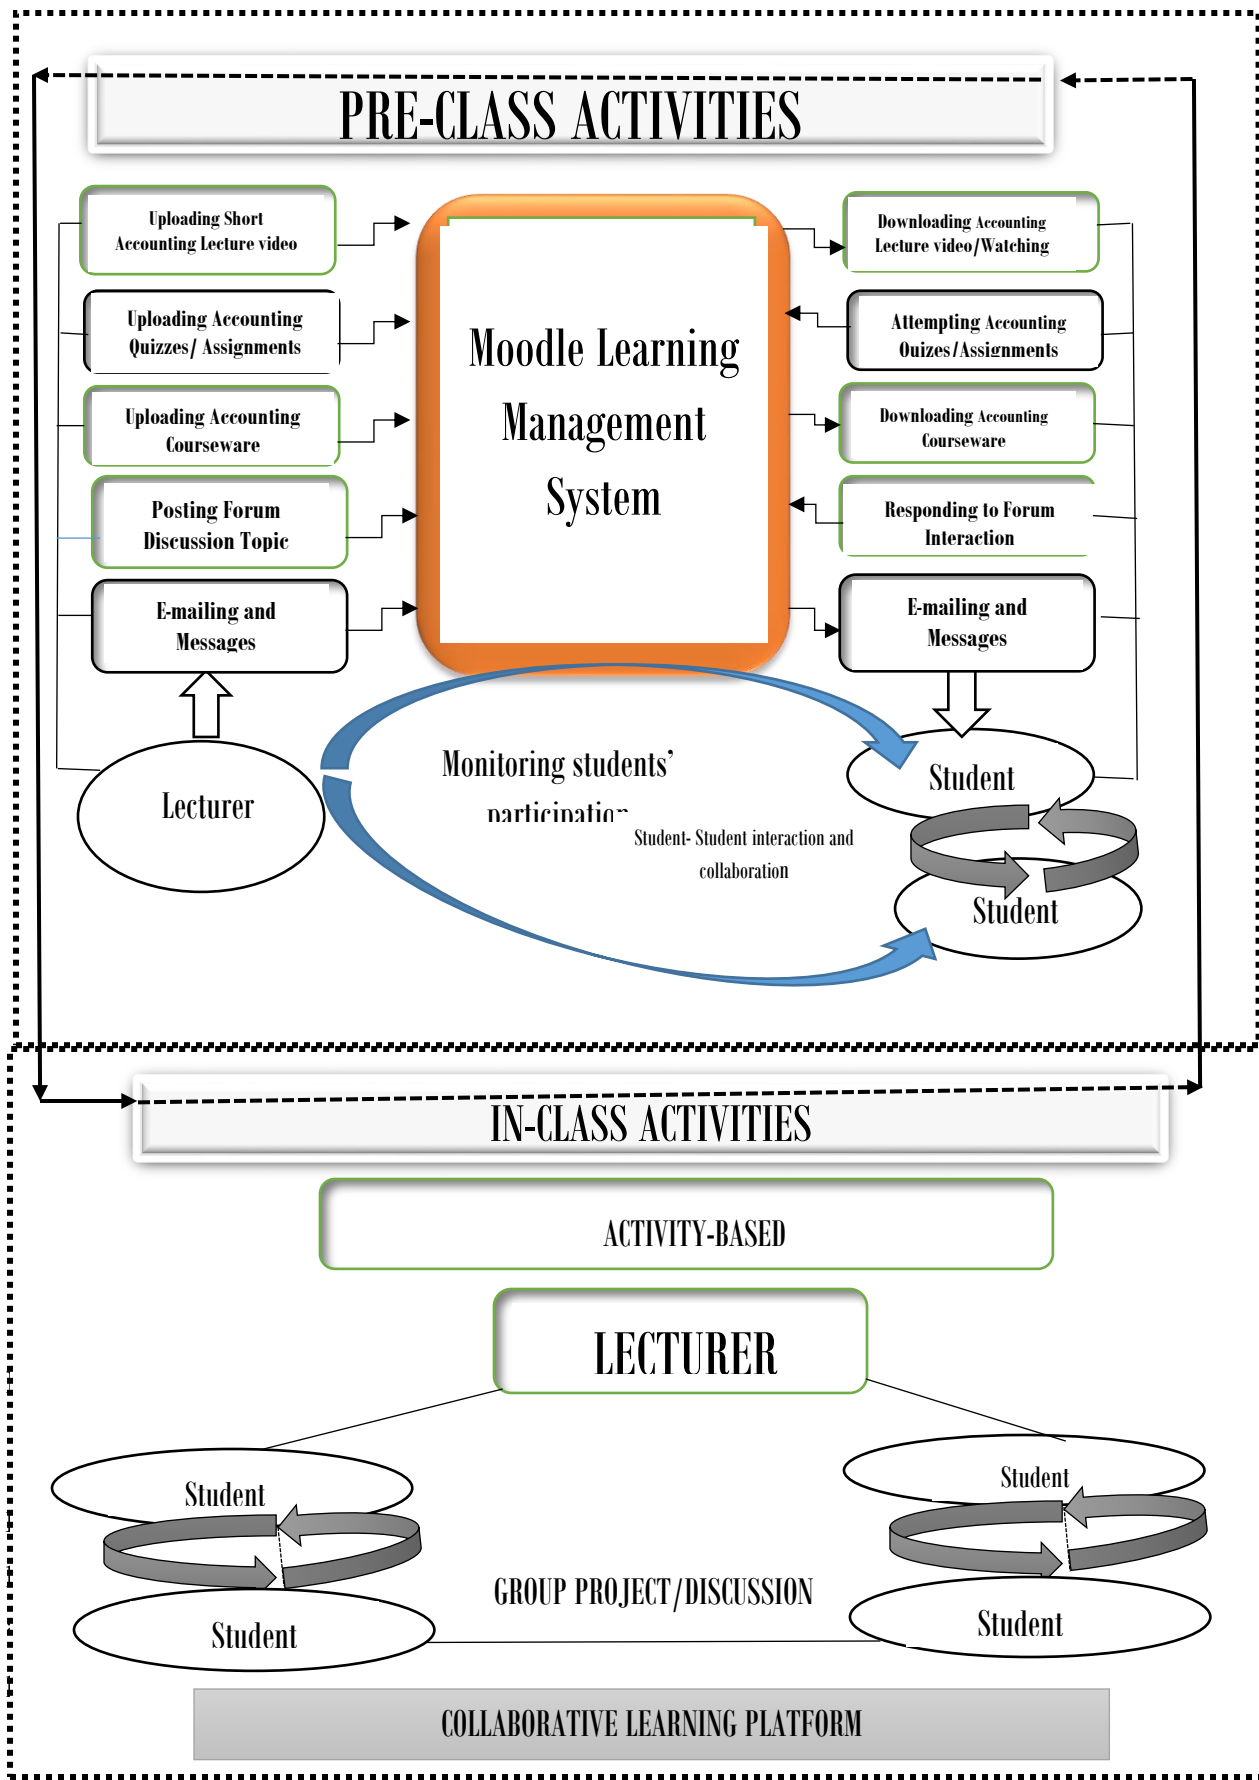 PRE-CLASS ACTIVITIES
Uploading Short
Accounting Lecture video
Uploading Accounting
Quizzes/ Assignments
Uploading Accounting
Courseware
Posting Forum
Discussion Topic
E-mailing and
Messages
Lecturer
Moodle Learning
Management
System
Downloading Accounting
Lecture video/Watching
Attempting Accounting
Quizes/Assignments
Downloading Accounting
Courseware
Responding to Forum
Interaction
E-mailing and
Messages
Monitoring students’
participation
Student- Student interaction and
collaboration
Student
Student
IN-CLASS ACTIVITIES
ACTIVITY-BASED
LECTURER
Student
Student
Student
Student
GROUP PROJECT/DISCUSSION
COLLABORATIVE LEARNING PLATFORM